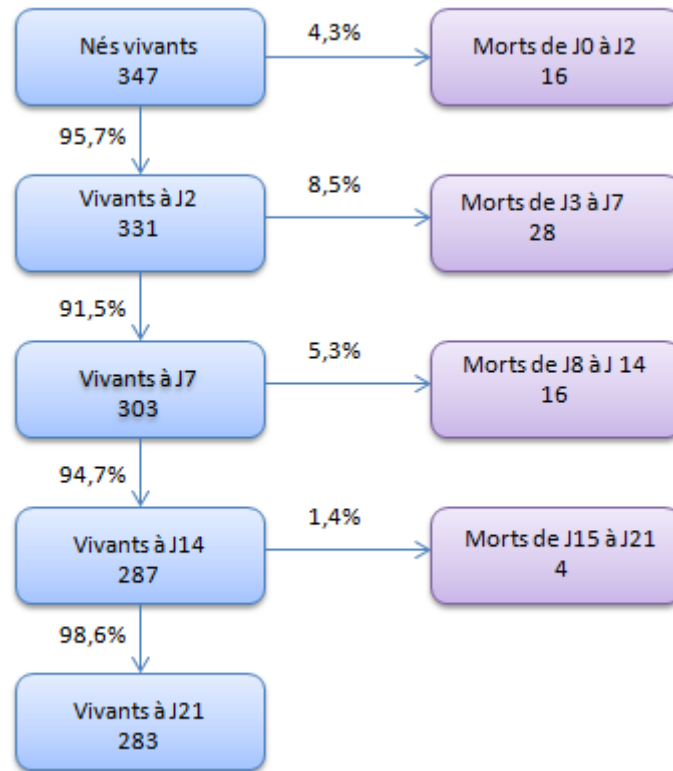 Nés vivants
347
4,3%
Morts de J0 à J2
16
95,7%
Vivants à J2
331
8,5%
Morts de J3 à J7
28
91,5%
Vivants à J7
303
5,3%
Morts de J8 à J 14
16
94,7%
Vivants à J14
287
1,4%
Morts de J15 à J21
4
98,6%
Vivants à J21
283